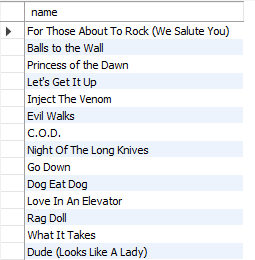 name
For Those About To Rock (We Salute You)
Balls to the Wall
Princess of the Dawn
Let's Get It Up
Inject The Venom
Evil Walks
C.O.D.
Night Of The Long Knives
Go Down
Dog Eat Dog
Love In An Elevator
Rag Doll
What It Takes
Dude (Looks Like A Lady)